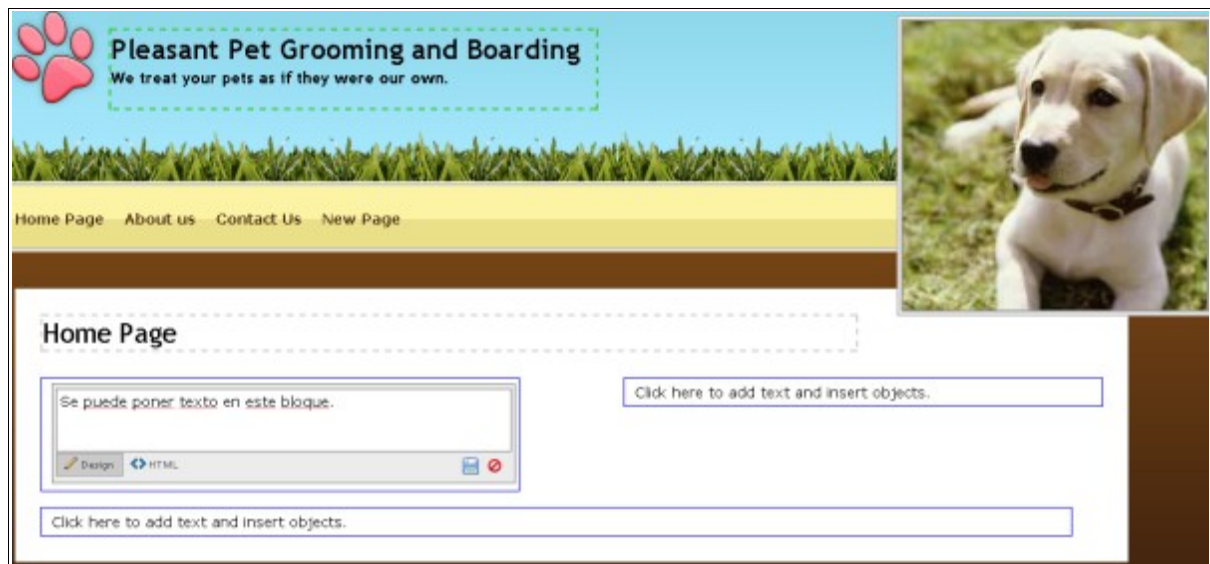 Pleasant Pet Grooming and Boarding
We treat your pets as if they were our own.
Home Page About us Contact Us New Page
Home Page
Se puede poner texto en este bloque.
Design HTML
Click here to add text and insert objects.
Click here to add text and insert objects.